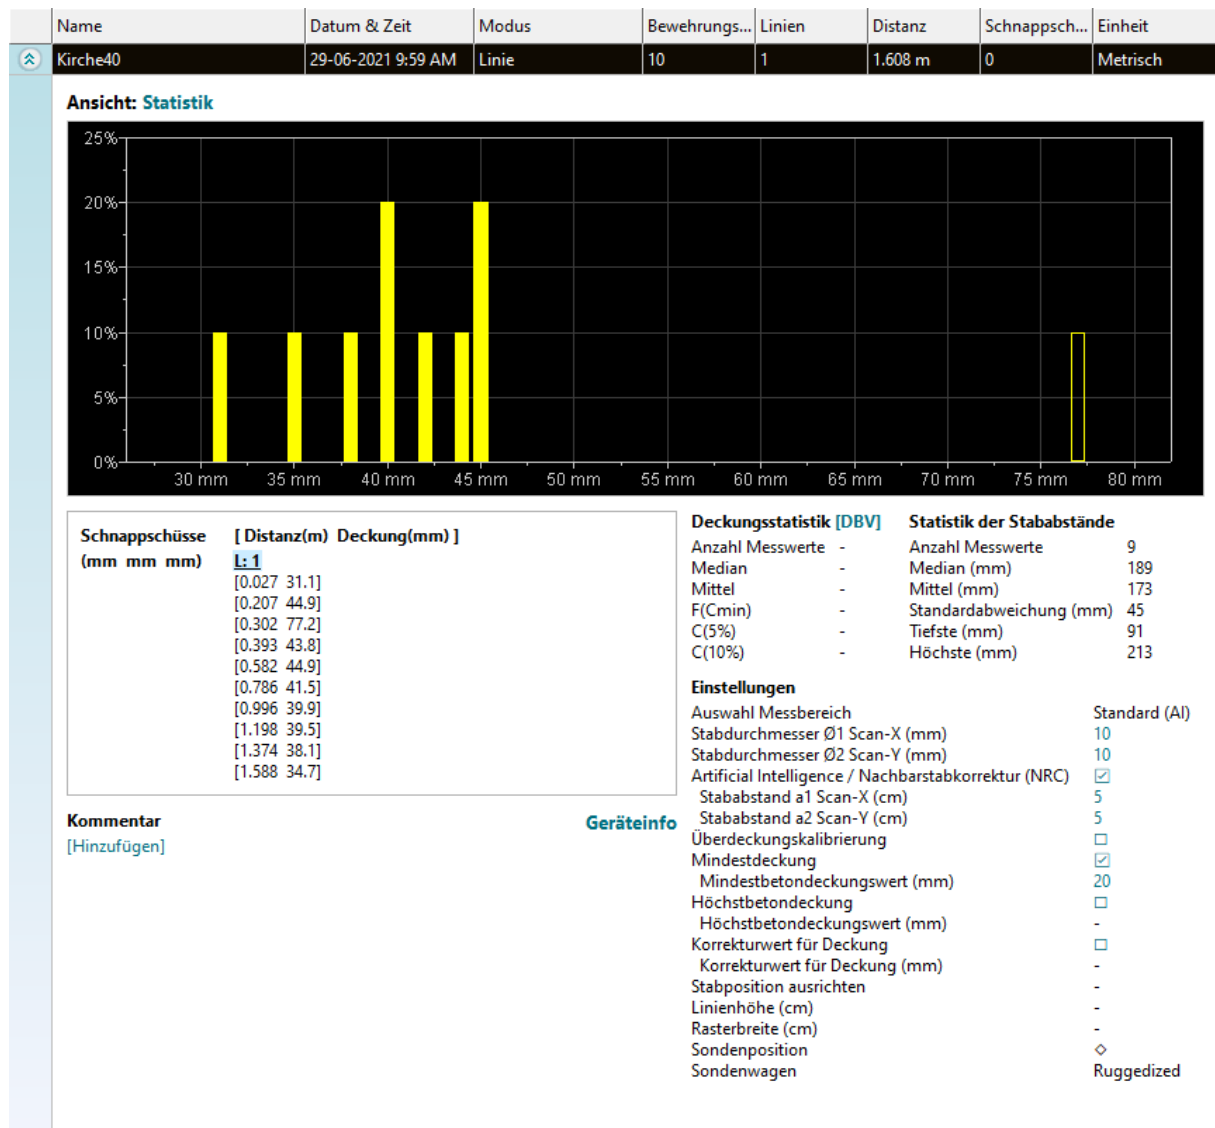 Name Datum & Zeit Modus Bewehrungs... Linien Distanz Schnappsch... Einheit
Kirche40 29-06-2021 9:59 AM Linie 10 1 1.608 m 0 Metrisch
Ansicht: Statistik
25%
20%
15%
10%
5%
0%
30 mm 35 mm 40 mm 45 mm 50 mm 55 mm 60 mm 65 mm 70 mm 75 mm 80 mm
Schnappschüsse [ Distanz(m) Deckung(mm) ]
(mm mm mm) L: 1
[0.027 31.1]
[0.207 44.9]
[0.302 77.2]
[0.393 43.8]
[0.582 44.9]
[0.786 41.5]
[0.996 39.9]
[1.198 39.5]
[1.374 38.1]
[1.588 34.7]
Kommentar Geräteinfo
[Hinzufügen]
Deckungsstatistik [DBV] Statistik der Stababstände
Anzahl Messwerte - Anzahl Messwerte 9
Median - Median (mm) 189
Mittel - Mittel (mm) 173
F(Cmin) - Standardabweichung (mm) 45
C(5%) - Tiefste (mm) 91
C(10%) - Höchste (mm) 213
Einstellungen
Auswahl Messbereich Standard (AI)
Stabdurchmesser Ø1 Scan-X (mm) 10
Stabdurchmesser Ø2 Scan-Y (mm) 10
Artificial Intelligence / Nachbarstabkorrektur (NRC) ☑
Stababstand a1 Scan-X (cm) 5
Stababstand a2 Scan-Y (cm) 5
Überdeckungskalibrierung ☐
Mindestdeckung ☑
Mindestbetondeckungswert (mm) 20
Höchstbetondeckung ☐
Höchstbetondeckungswert (mm) -
Korrekturwert für Deckung ☐
Korrekturwert für Deckung (mm) -
Stabposition ausrichten -
Linienhöhe (cm) -
Rasterbreite (cm) -
Sondenposition ◇
Sondenwagen Ruggedized